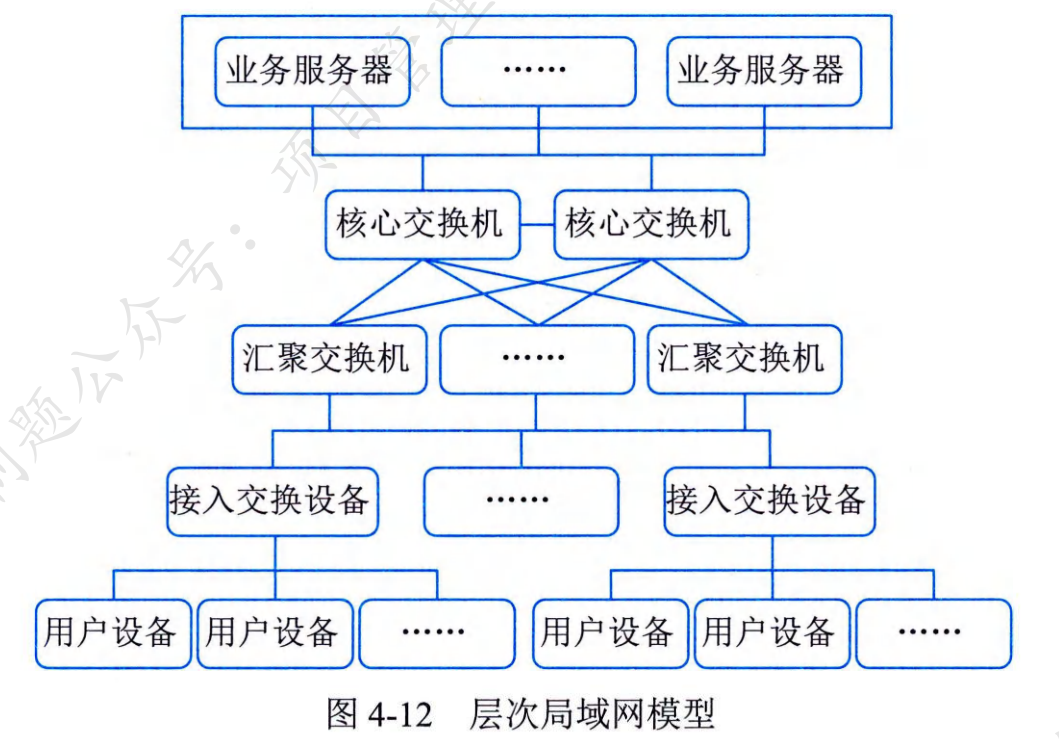 业务服务器 …… 业务服务器
核心交换机 核心交换机
汇聚交换机 …… 汇聚交换机
接入交换设备 …… 接入交换设备
用户设备 用户设备 …… 用户设备 用户设备 ……
图 4-12 层次局域网模型
刷题公众号：项目管理